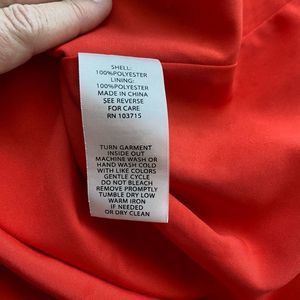 SHELL:
100%POLYESTER
LINING:
100%POLYESTER
MADE IN CHINA
SEE REVERSE
FOR CARE
RN 103715
TURN GARMENT
INSIDE OUT
MACHINE WASH OR
HAND WASH COLD
WITH LIKE COLORS
GENTLE CYCLE
DO NOT BLEACH
REMOVE PROMPTLY
TUMBLE DRY LOW
WARM IRON
IF NEEDED
OR DRY CLEAN